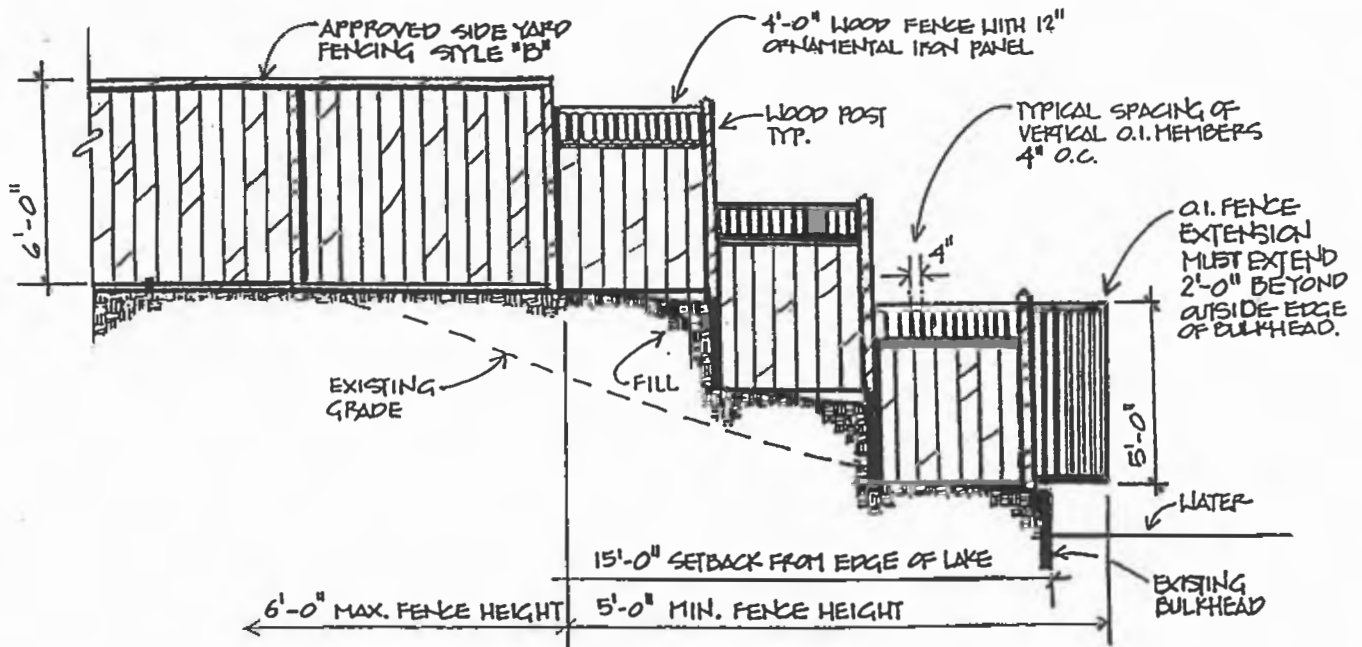 APPROVED SIDE YARD
FENCING STYLE "B"
4'-0" WOOD FENCE WITH 12"
ORNAMENTAL IRON PANEL
WOOD POST
TYP.
TYPICAL SPACING OF
VERTICAL O.I. MEMBERS
4" O.C.
O.I. FENCE
EXTENSION
MUST EXTEND
2'-0" BEYOND
OUTSIDE EDGE
OF BULKHEAD.
6'-0"
4"
EXISTING
GRADE
FILL
5'-0"
WATER
15'-0" SETBACK FROM EDGE OF LAKE
EXISTING
BULKHEAD
6'-0" MAX. FENCE HEIGHT
5'-0" MIN. FENCE HEIGHT